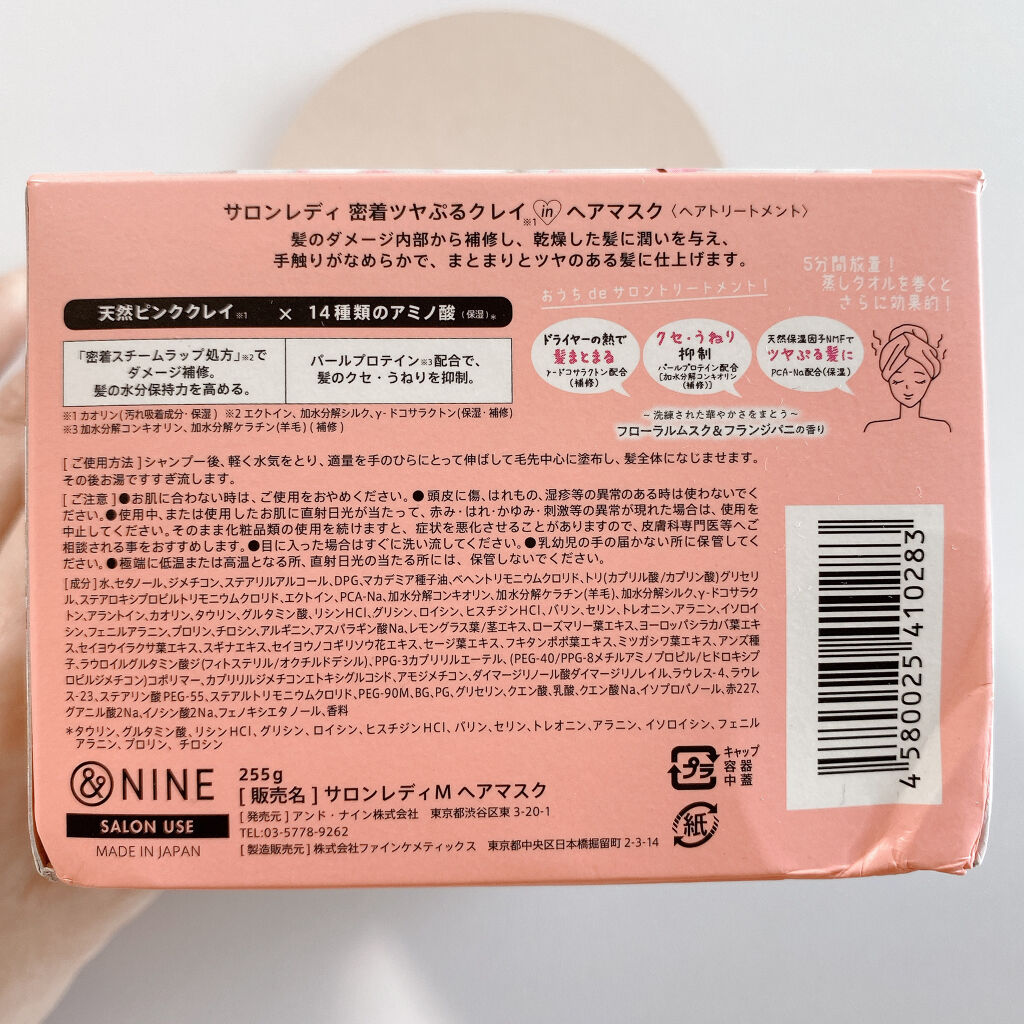 サロンレディ 密着ツヤぷるクレイ※1 in ヘアマスク〈ヘアトリートメント〉
髪のダメージ内部から補修し、乾燥した髪に潤いを与え、
手触りがなめらかで、まとまりとツヤのある髪に仕上げます。
天然ピンククレイ※1 × 14種類のアミノ酸(保湿)*
「密着スチームラップ処方」※2で
ダメージ補修。
髪の水分保持力を高める。
パールプロテイン※3配合で、
髪のクセ・うねりを抑制。
※1 カオリン(汚れ吸着成分・保湿) ※2 エクトイン、加水分解シルク、γ-ドコサラクトン(保湿・補修)
※3 加水分解コンキオリン、加水分解ケラチン(羊毛)(補修)
おうち de サロントリートメント!
5分間放置!
蒸しタオルを巻くと
さらに効果的!
ドライヤーの熱で
髪まとまる
γ-ドコサラクトン配合
(補修)
クセ・うねり
抑制
パールプロテイン配合
[加水分解コンキオリン
(補修)]
天然保湿因子NMFで
ツヤぷる髪に
PCA-Na配合(保湿)
~洗練された華やかさをまとう~
フローラルムスク&フランジパニの香り
[ご使用方法]シャンプー後、軽く水気をとり、適量を手のひらにとって伸ばして毛先中心に塗布し、髪全体になじませます。
その後お湯ですすぎ流します。
[ご注意]●お肌に合わない時は、ご使用をおやめください。●頭皮に傷、はれもの、湿疹等の異常のある時は使わないでく
ださい。●使用中、または使用したお肌に直射日光が当たって、赤み・はれ・かゆみ・刺激等の異常が現れた場合は、使用を
中止してください。そのまま化粧品類の使用を続けますと、症状を悪化させることがありますので、皮膚科専門医等へご
相談される事をおすすめします。●目に入った場合はすぐに洗い流してください。●乳幼児の手の届かない所に保管してく
ださい。●極端に低温または高温となる所、直射日光の当たる所には、保管しないでください。
[成分]水、セタノール、ジメチコン、ステアリルアルコール、DPG、マカデミア種子油、ベヘントリモニウムクロリド、トリ(カプリル酸/カプリン酸)グリセリ
ル、ステアロキシプロピルトリモニウムクロリド、エクトイン、PCA-Na、加水分解コンキオリン、加水分解ケラチン(羊毛)、加水分解シルク、γ-ドコサラク
トン、アラントイン、カオリン、タウリン、グルタミン酸、リシンHCl、グリシン、ロイシン、ヒスチジンHCl、バリン、セリン、トレオニン、アラニン、イソロイ
シン、フェニルアラニン、プロリン、チロシン、アルギニン、アスパラギン酸Na、レモングラス葉/茎エキス、ローズマリー葉エキス、ヨーロッパシラカバ葉エキ
ス、セイヨウイラクサ葉エキス、スギナエキス、セイヨウノコギリソウ花エキス、セージ葉エキス、フキタンポポ葉エキス、ミツガシワ葉エキス、アンズ種
子、ラウロイルグルタミン酸ジ(フィトステリル/オクチルドデシル)、PPG-3カプリリルエーテル、(PEG-40/PPG-8メチルアミノプロピル/ヒドロキシプ
ロピルジメチコン)コポリマー、カプリリルジメチコンエトキシグルコシド、アモジメチコン、ダイマージリノール酸ダイマージリノレイル、ラウレス-4、ラウレ
ス-23、ステアリン酸PEG-55、ステアルトリモニウムクロリド、PEG-90M、BG、PG、グリセリン、クエン酸、乳酸、クエン酸Na、イソプロパノール、赤227、
グアニル酸2Na、イノシン酸2Na、フェノキシエタノール、香料
*タウリン、グルタミン酸、リシンHCl、グリシン、ロイシン、ヒスチジンHCl、バリン、セリン、トレオニン、アラニン、イソロイシン、フェニル
アラニン、プロリン、チロシン
& NINE
SALON USE
MADE IN JAPAN
255g
[販売名]サロンレディM ヘアマスク
[発売元]アンド・ナイン株式会社 東京都渋谷区東 3-20-1
TEL:03-5778-9262
[製造販売元]株式会社ファインケメティックス 東京都中央区日本橋堀留町 2-3-14
プラ
キャップ
容器
中蓋
紙
4580025410283